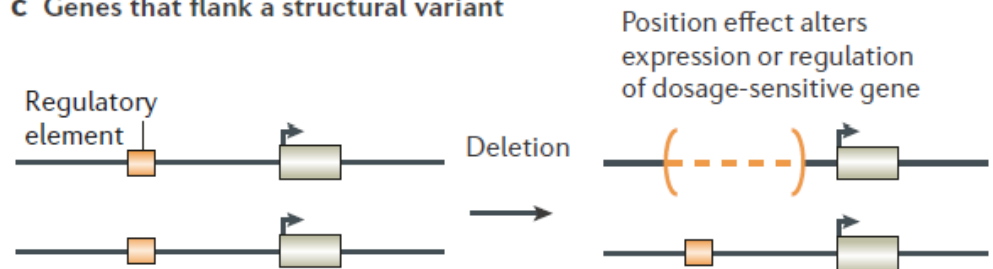 c Genes that flank a structural variant
Position effect alters
expression or regulation
of dosage-sensitive gene
Regulatory
element
Deletion